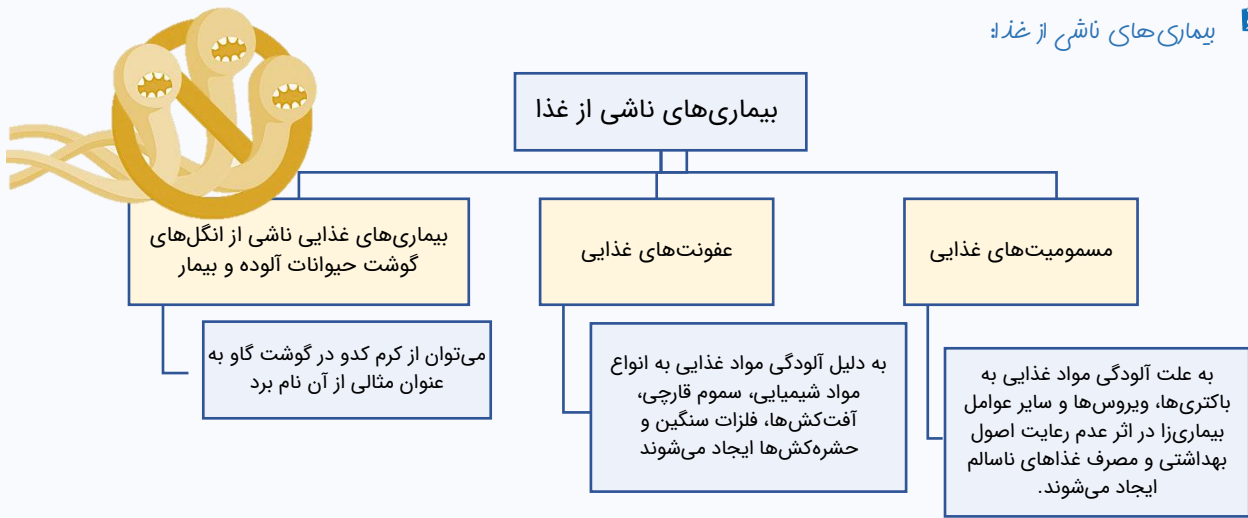 بیماری‌های ناشی از غذا:
بیماری‌های ناشی از غذا
مسمومیت‌های غذایی
به علت آلودگی مواد غذایی به
باکتری‌ها، ویروس‌ها و سایر عوامل
بیماری‌زا در اثر عدم رعایت اصول
بهداشتی و مصرف غذاهای ناسالم
ایجاد می‌شوند.
عفونت‌های غذایی
به دلیل آلودگی مواد غذایی به انواع
مواد شیمیایی، سموم قارچی،
آفت‌کش‌ها، فلزات سنگین و
حشره‌کش‌ها ایجاد می‌شوند
بیماری‌های غذایی ناشی از انگل‌های
گوشت حیوانات آلوده و بیمار
می‌توان از کرم کدو در گوشت گاو به
عنوان مثالی از آن نام برد